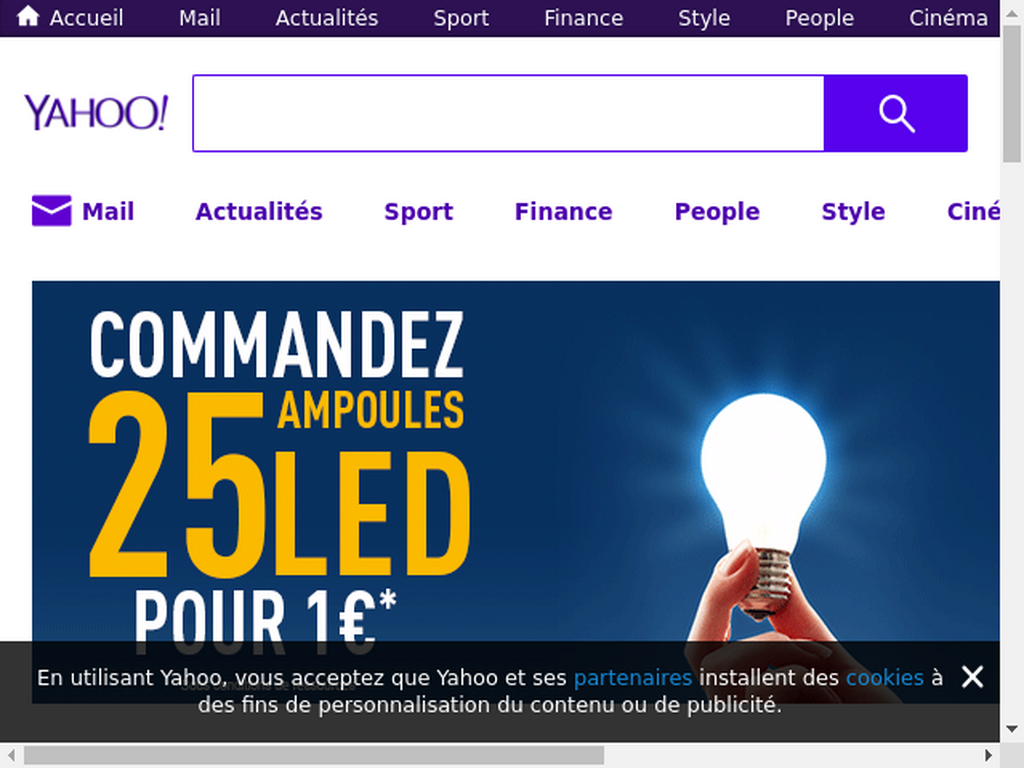 Accueil Mail Actualités Sport Finance Style People Cinéma
YAHOO!
Mail Actualités Sport Finance People Style Ciné
COMMANDEZ
25 AMPOULES
LED
POUR 1€*
En utilisant Yahoo, vous acceptez que Yahoo et ses partenaires installent des cookies à
des fins de personnalisation du contenu ou de publicité.